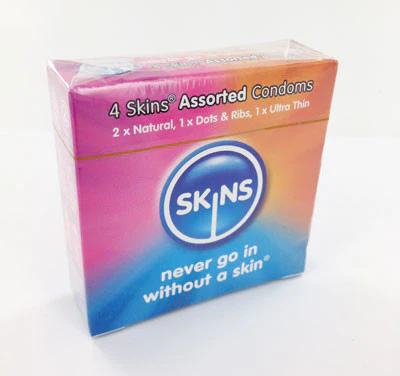 4 Skins® Assorted Condoms
2 x Natural, 1 x Dots & Ribs, 1 x Ultra Thin
SKINS
never go in
without a skin®